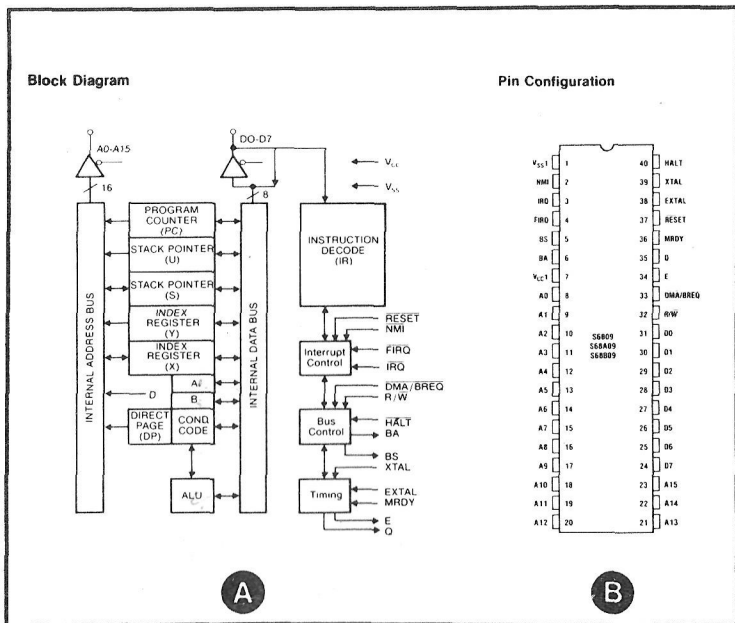 Block Diagram
Pin Configuration
A0-A15
DO-D7
16
8
VCC
VSS
INTERNAL ADDRESS BUS
PROGRAM
COUNTER
(PC)
STACK POINTER
(U)
STACK POINTER
(S)
INDEX
REGISTER
(Y)
INDEX
REGISTER
(X)
D
A
B
DIRECT
PAGE (DP)
COND
CODE
ALU
INTERNAL DATA BUS
INSTRUCTION
DECODE
(IR)
RESET
NMI
Interrupt
Control
FIRQ
IRQ
DMA/BREQ
R/W
Bus
Control
HALT
BA
BS
XTAL
Timing
EXTAL
MRDY
E
Q
A
VSS1 1 40 HALT
NMI 2 39 XTAL
IRQ 3 38 EXTAL
FIRQ 4 37 RESET
BS 5 36 MRDY
BA 6 35
VCC1 7 34 E
A0 8 33 DMA/BREQ
A1 9 32 R/W
A2 10 31 D0
A3 11 30 D1
A4 12 29 D2
A5 13 28 D3
A6 14 27 D4
A7 15 26 D5
A8 16 25 D6
A9 17 24 D7
A10 18 23 A15
A11 19 22 A14
A12 20 21 A13
S6809
S68A09
S68B09
B